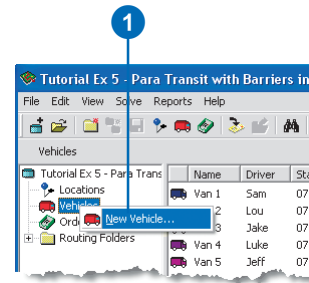 1
Tutorial Ex 5 - Para Transit with Barriers in
File Edit View Solve Reports Help
Vehicles
Tutorial Ex 5 - Para Trans
Locations
Vehicles
New Vehicle...
Routing Folders
Name Driver Sta
Van 1 Sam 07
2 Lou 07
3 Jake 07
Van 4 Luke 07
Van 5 Jeff 07